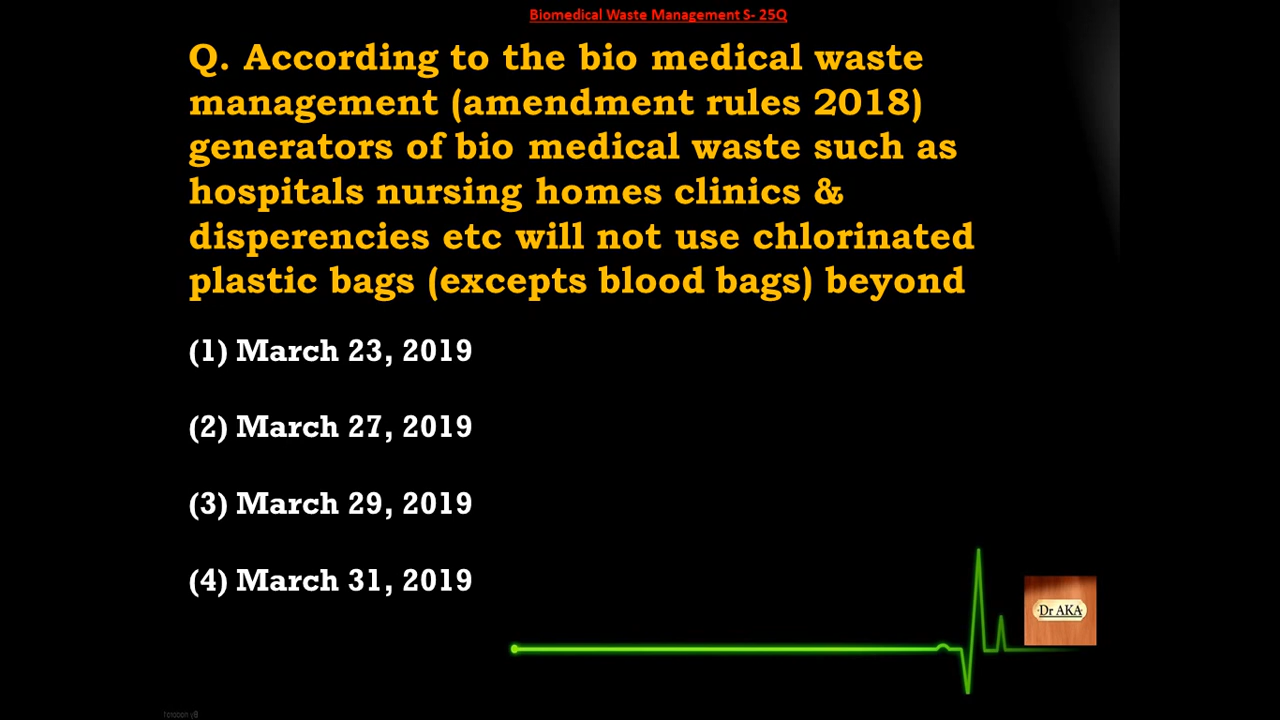 Biomedical Waste Management S- 25Q
Q. According to the bio medical waste
management (amendment rules 2018)
generators of bio medical waste such as
hospitals nursing homes clinics &
disperencies etc will not use chlorinated
plastic bags (excepts blood bags) beyond
(1) March 23, 2019
(2) March 27, 2019
(3) March 29, 2019
(4) March 31, 2019
Dr AKA